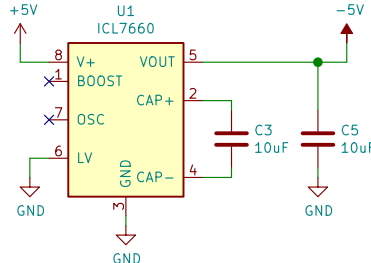 +5V
U1
ICL7660
-5V
8
V+
VOUT
5
1
BOOST
CAP+
2
7
OSC
C3
10uF
C5
10uF
6
LV
GND
CAP-
4
3
GND
GND
GND